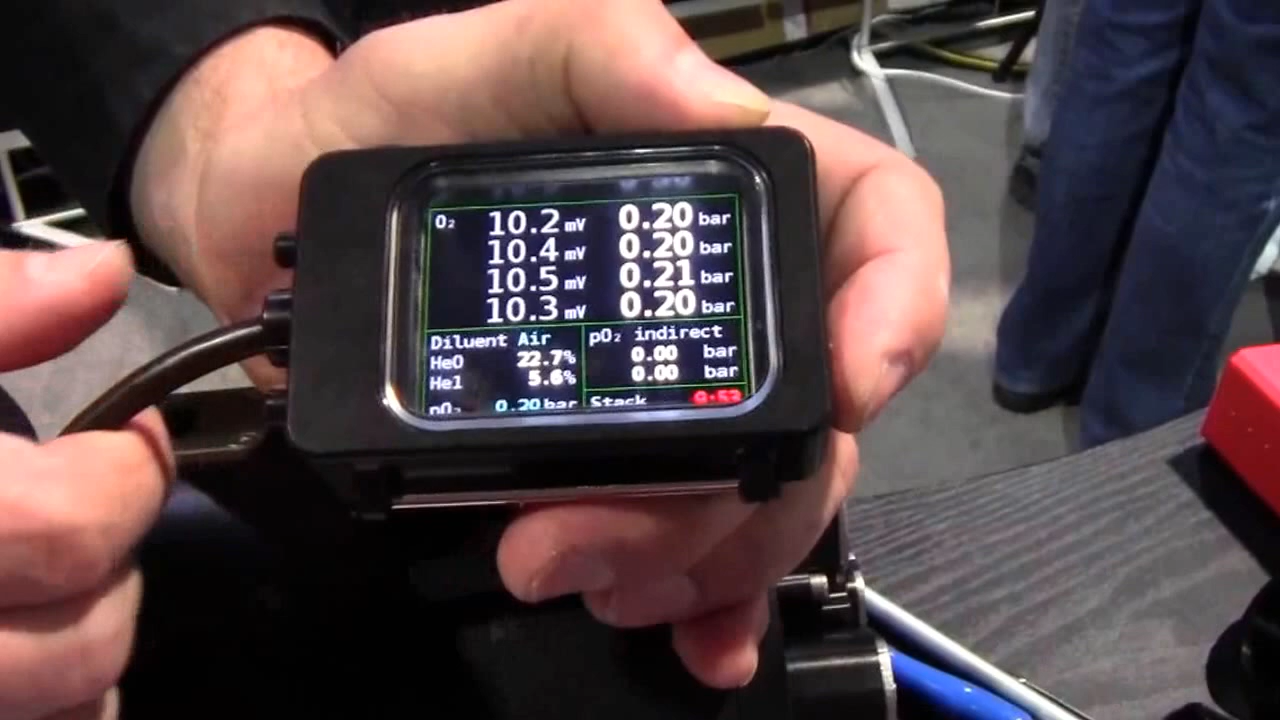 O₂ 10.2 mV 0.20 bar
10.4 mV 0.20 bar
10.5 mV 0.21 bar
10.3 mV 0.20 bar
Diluent Air
HeO 22.7%
He1 5.6%
pO₂ 0.20 bar
pO₂ indirect
0.00 bar
0.00 bar
Stack 0:53